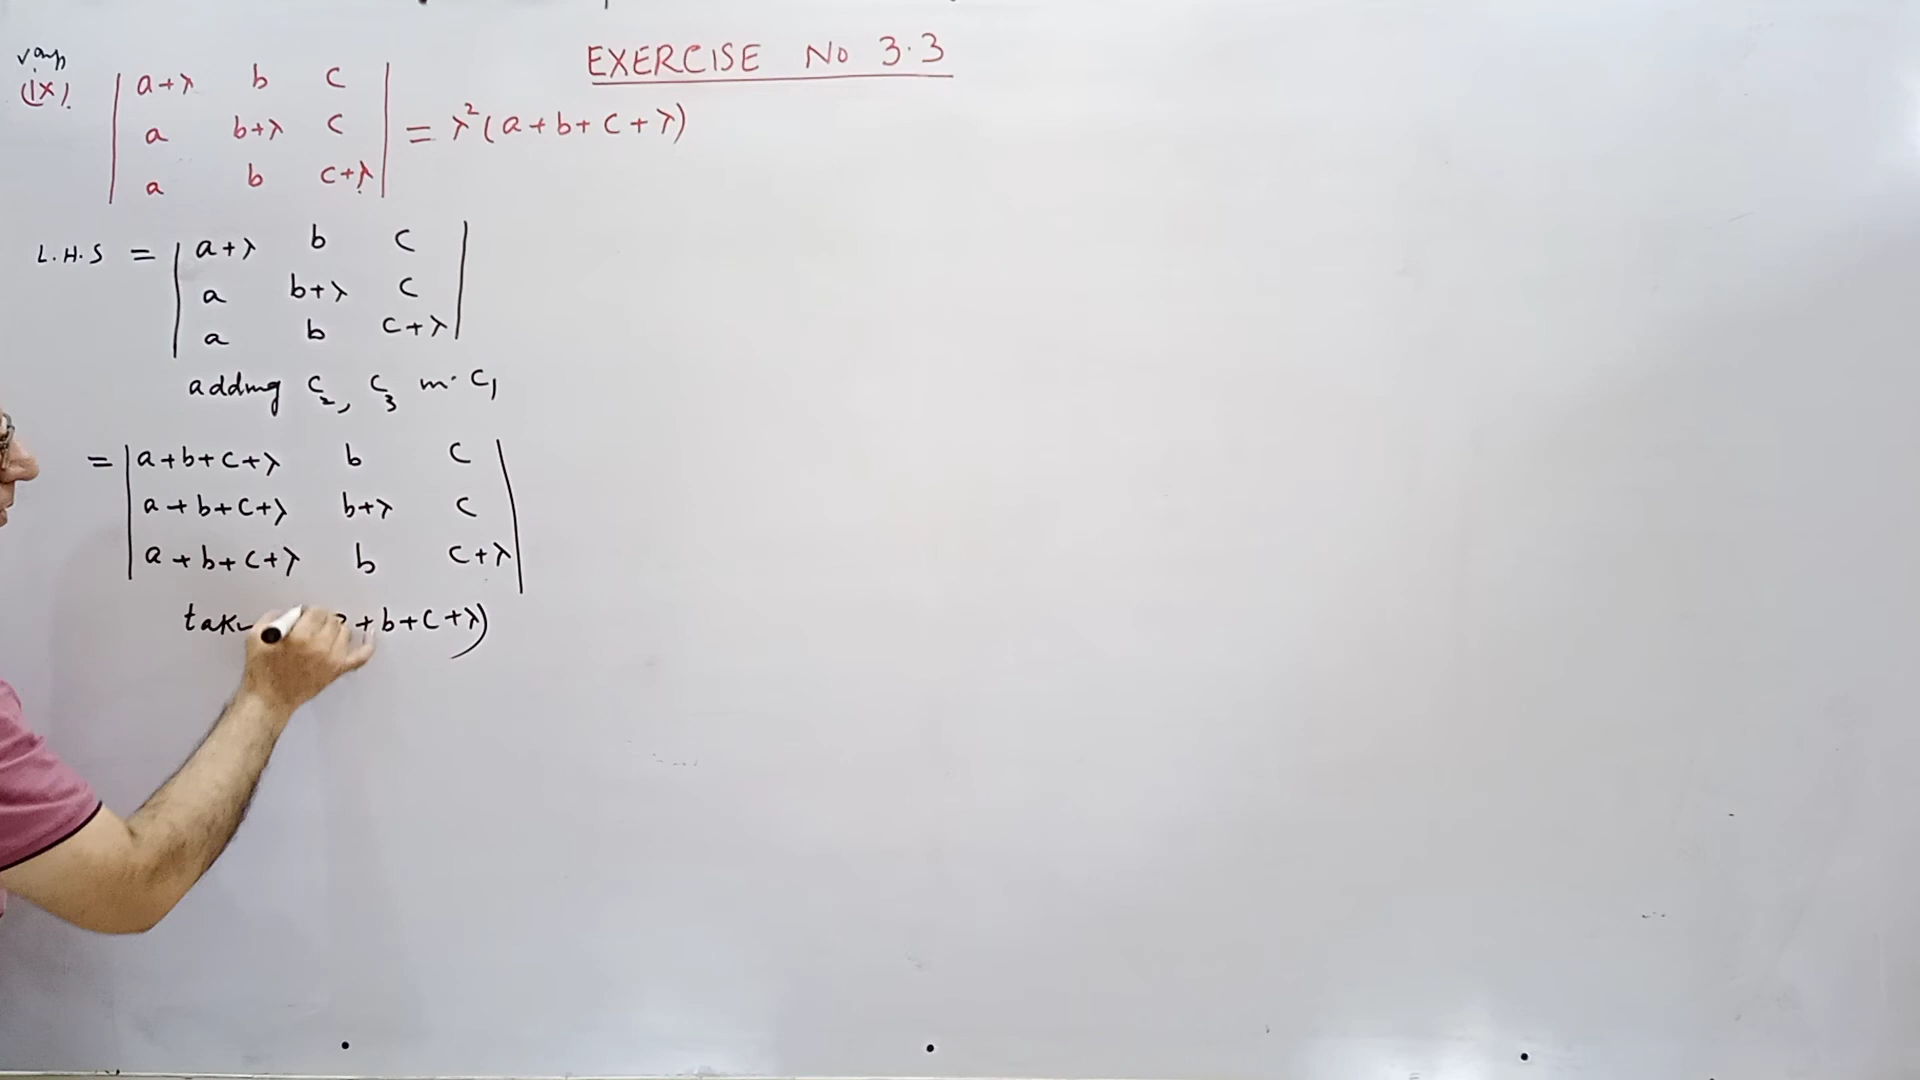 EXERCISE No 3.3
(ix).
| a+λ b c |
| a b+λ c | = λ²(a+b+c+λ)
| a b c+λ |
L.H.S = | a+λ b c |
| a b+λ c |
| a b c+λ |
adding C₂, C₃ in C₁
= | a+b+c+λ b c |
| a+b+c+λ b+λ c |
| a+b+c+λ b c+λ |
+b+c+λ)